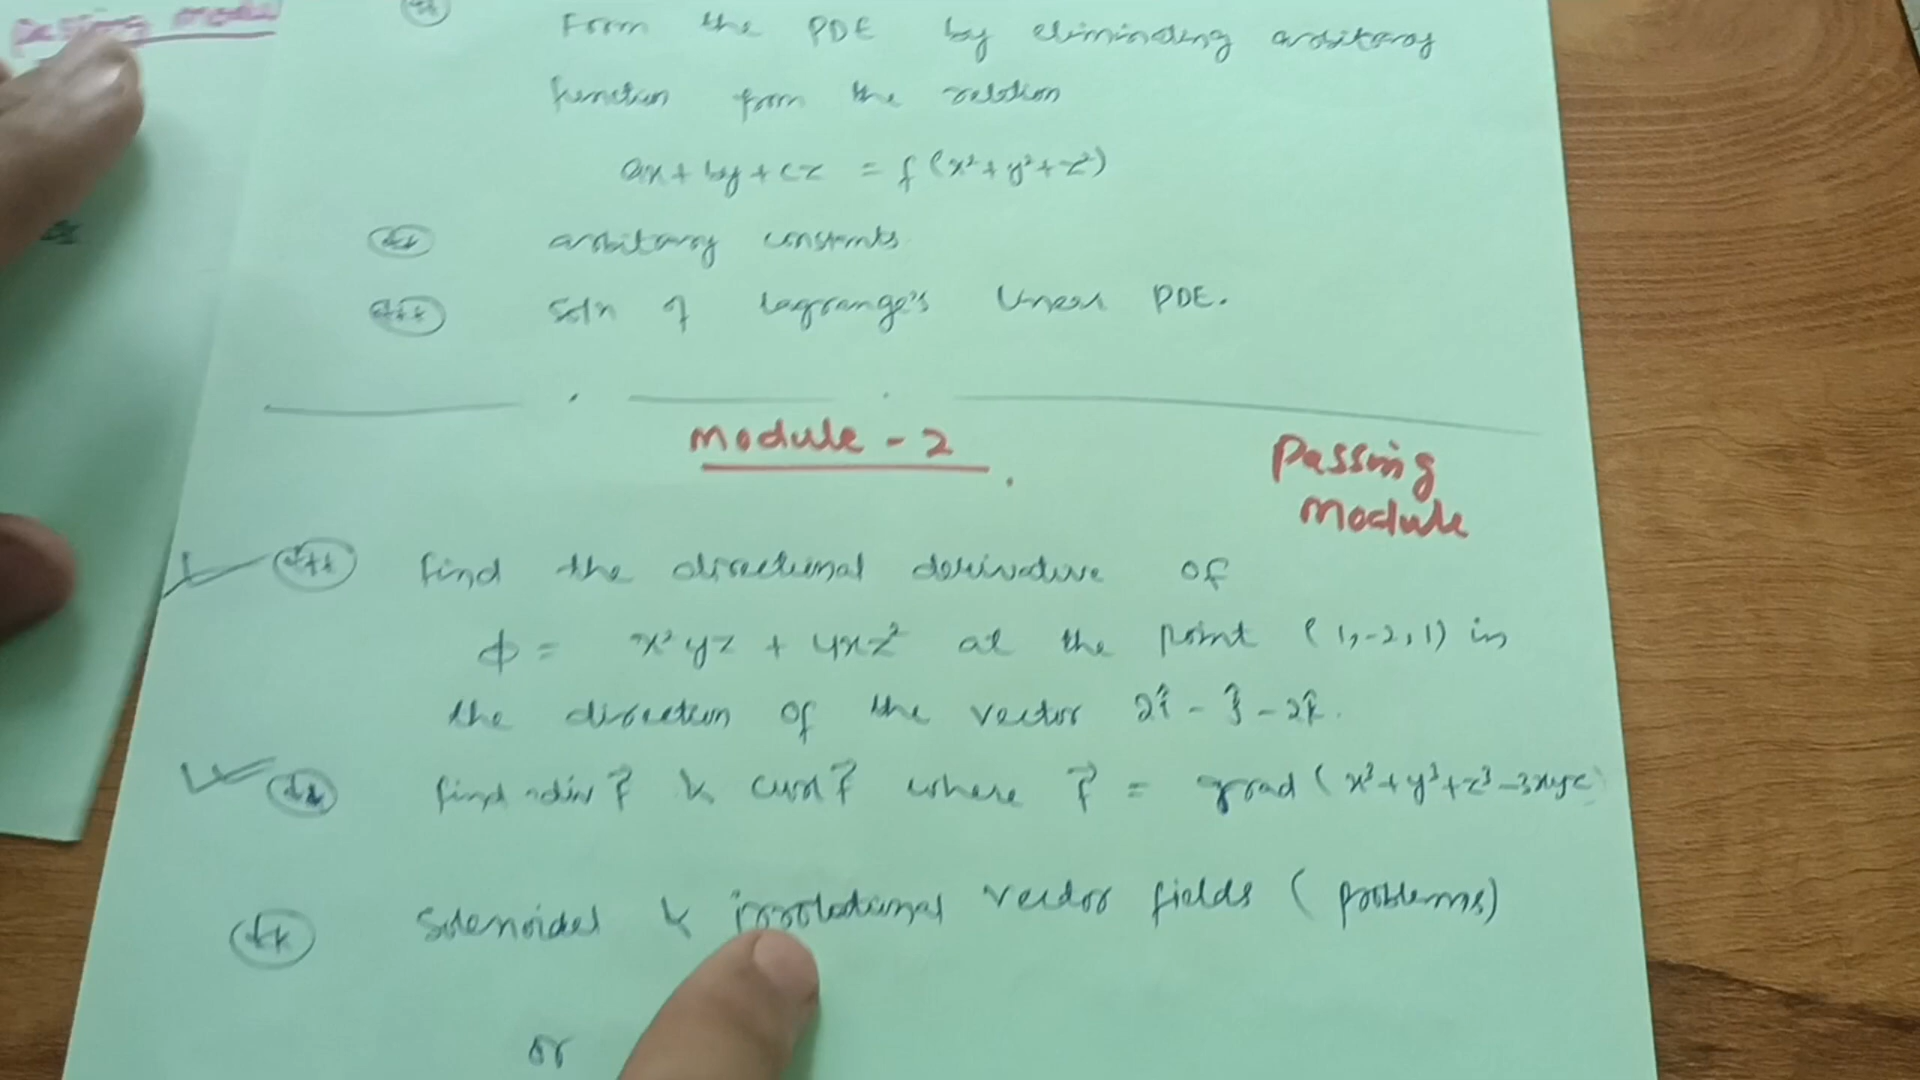 Passing Modul
Form the PDE by eliminating arbitrary
function from the relation
ax + by + cz = f (x² + y² + z²)
arbitrary constants
Soln of Lagrange's Linear PDE.
Module - 2
Passing
Module
find the directional derivative of
ϕ = x²yz + 4xz² at the point (1,-2,1) in
the direction of the vector 2î - ĵ - 2k̂.
find div F⃗ & curl F⃗ where F⃗ = grad (x³ + y³ + z³ - 3xyz)
Solenoidal & irrotational vector fields (problems)
or